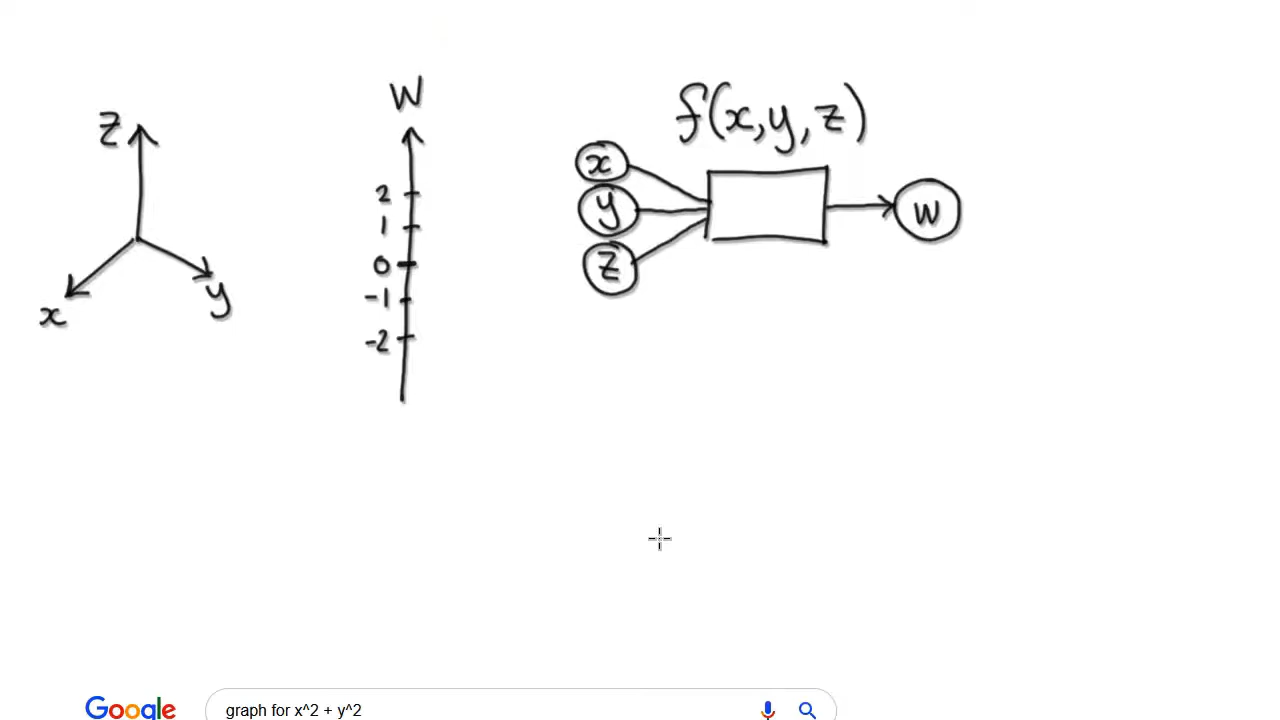 z
x
y
W
2
1
0
-1
-2
f(x,y,z)
x
y
z
w
Google graph for x^2 + y^2